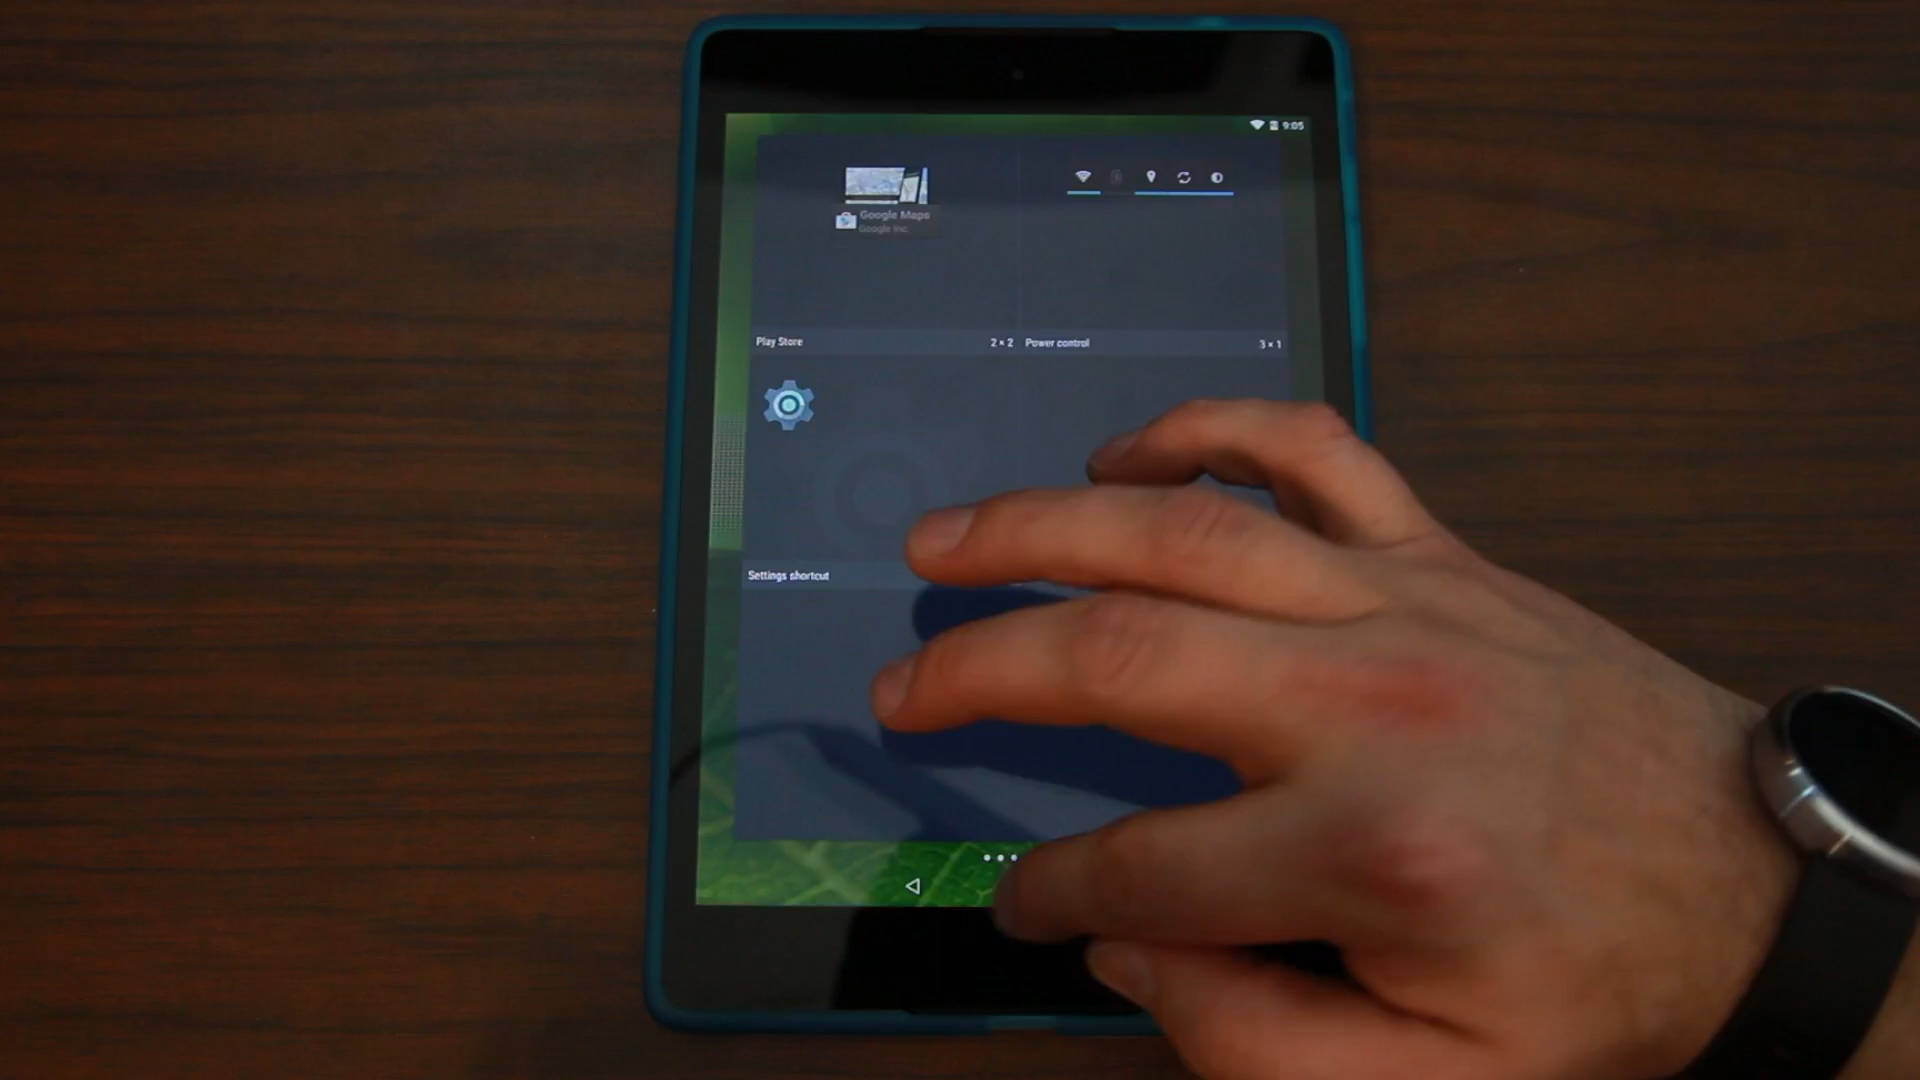 9:05
Google Maps
Google Inc.
Play Store 2 × 2 Power control 3 × 1
Settings shortcut